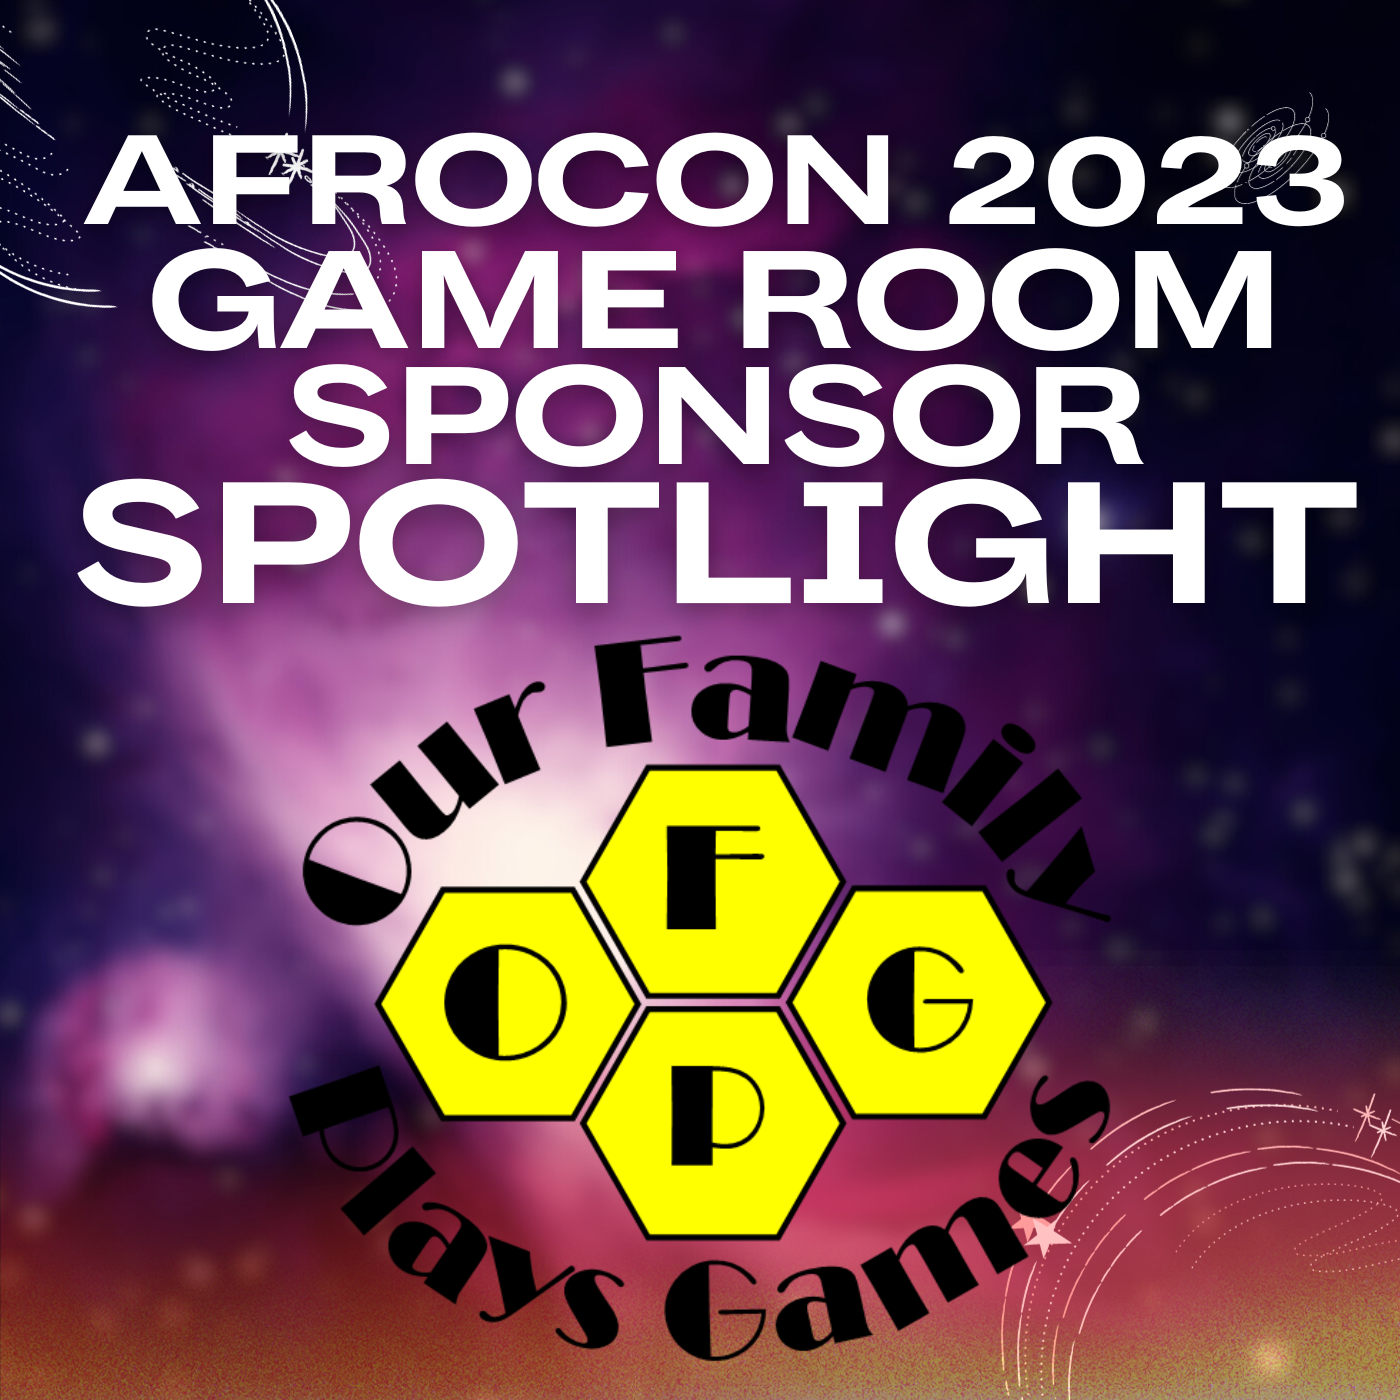 AFROCON 2023
GAME ROOM
SPONSOR
SPOTLIGHT
Our Family
F
O
G
P
Plays Games